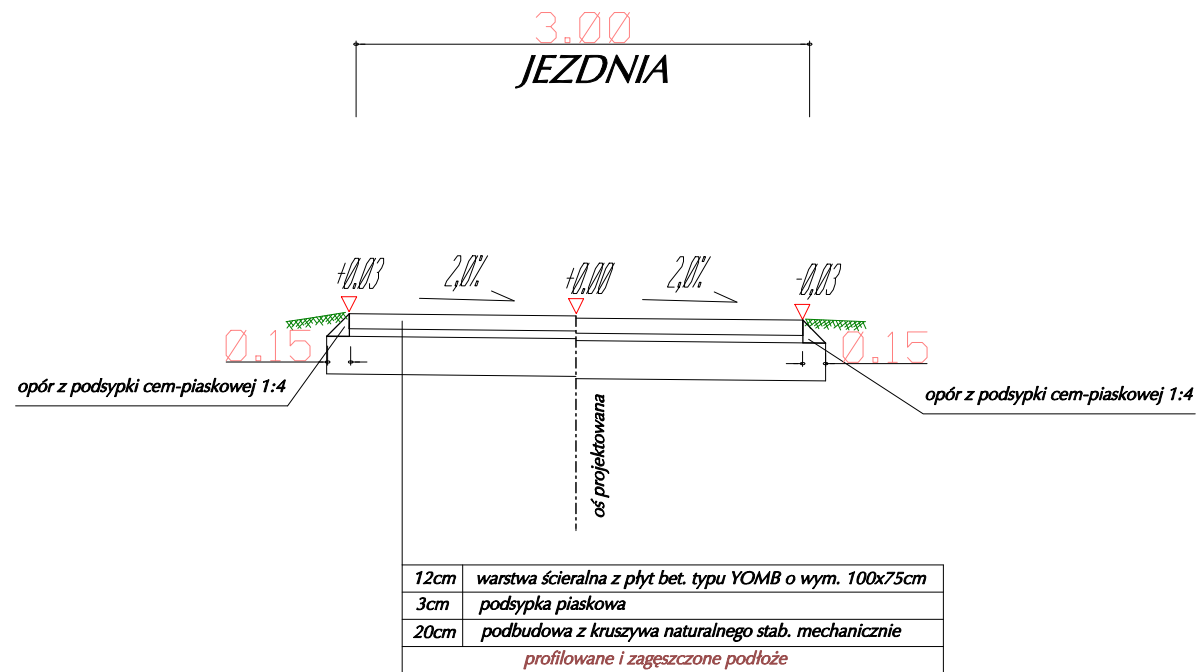 3.00
JEZDNIA
+0.03 2,0% +0.00 2,0% -0,03
0.15 0.15
opór z podsypki cem-piaskowej 1:4
opór z podsypki cem-piaskowej 1:4
oś projektowana
12cm warstwa ścieralna z płyt bet. typu YOMB o wym. 100x75cm
3cm podsypka piaskowa
20cm podbudowa z kruszywa naturalnego stab. mechanicznie
profilowane i zagęszczone podłoże